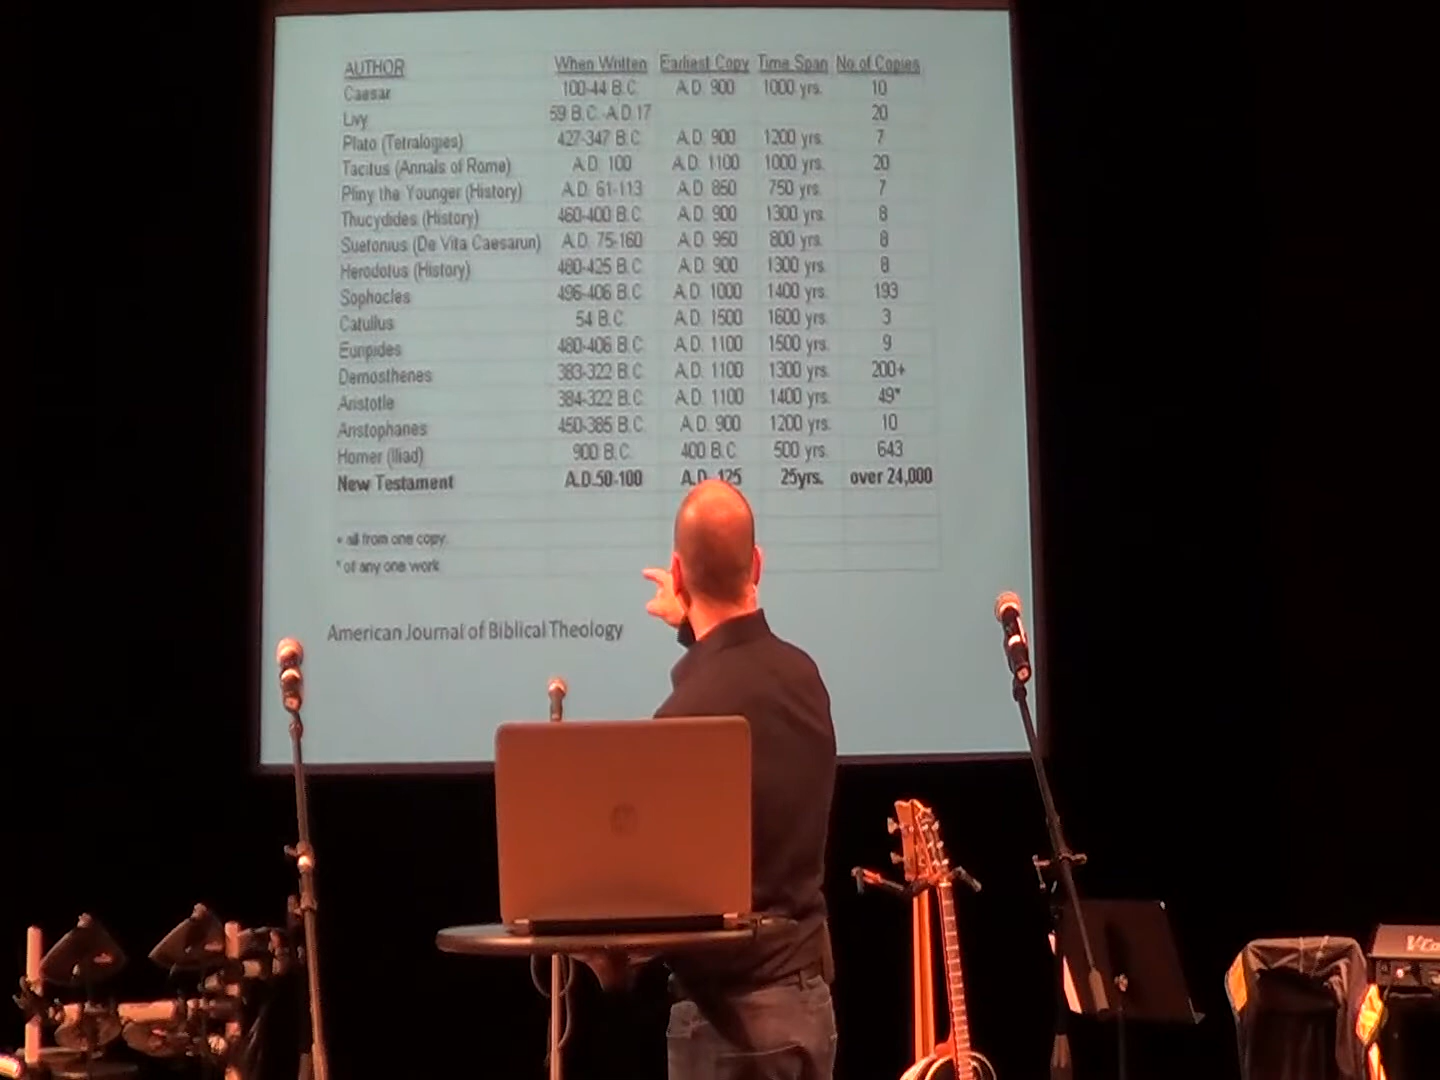 AUTHOR When Written Earliest Copy Time Span No of Copies
Caesar 100-44 B.C. A.D. 900 1000 yrs. 10
Livy 59 B.C.-A.D.17 20
Plato (Tetralogies) 427-347 B.C. A.D. 900 1200 yrs. 7
Tacitus (Annals of Rome) A.D. 100 A.D. 1100 1000 yrs. 20
Pliny the Younger (History) A.D. 61-113 A.D. 850 750 yrs. 7
Thucydides (History) 460-400 B.C. A.D. 900 1300 yrs. 8
Suetonius (De Vita Caesarun) A.D. 75-160 A.D. 950 800 yrs. 8
Herodotus (History) 480-425 B.C. A.D. 900 1300 yrs. 8
Sophocles 496-406 B.C. A.D. 1000 1400 yrs. 193
Catullus 54 B.C. A.D. 1500 1600 yrs. 3
Euripides 480-406 B.C. A.D. 1100 1500 yrs. 9
Demosthenes 383-322 B.C. A.D. 1100 1300 yrs. 200+
Aristotle 384-322 B.C. A.D. 1100 1400 yrs. 49*
Aristophanes 450-385 B.C. A.D. 900 1200 yrs. 10
Homer (Iliad) 900 B.C. 400 B.C. 500 yrs. 643
New Testament A.D.50-100 A.D. 125 25yrs. over 24,000
+ all from one copy.
* of any one work.
American Journal of Biblical Theology